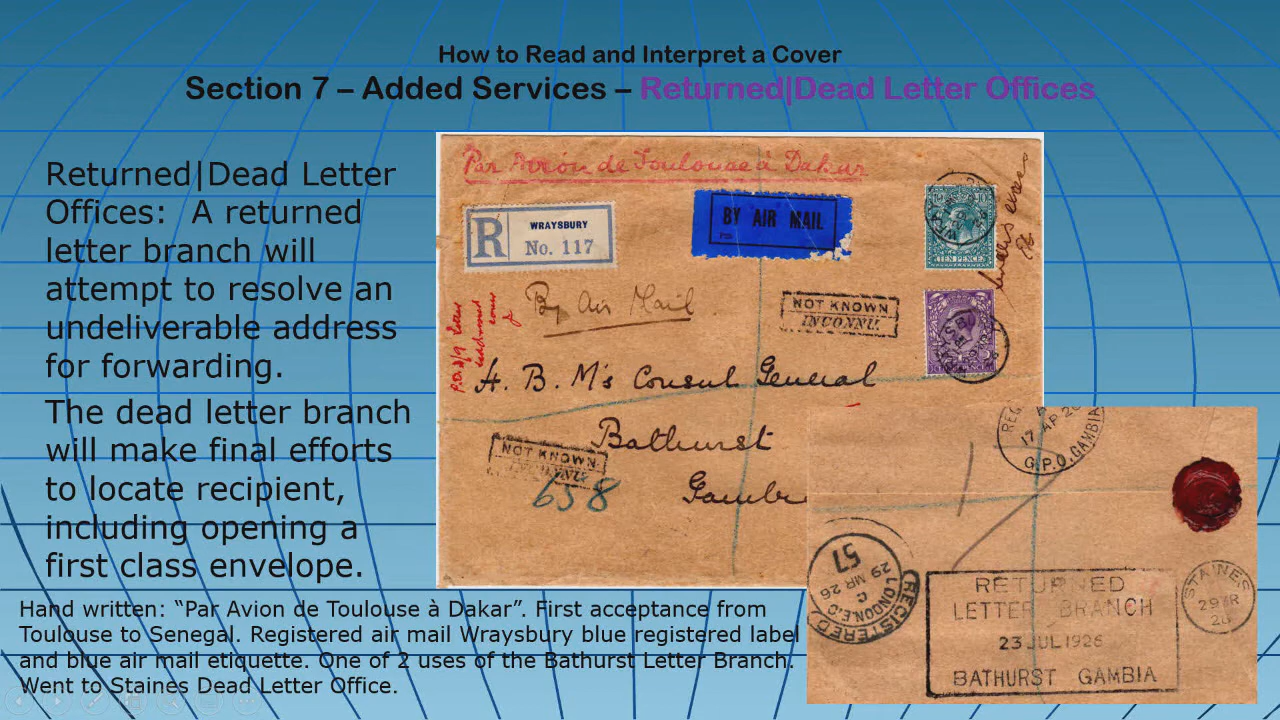 How to Read and Interpret a Cover
Section 7 – Added Services – Returned|Dead Letter Offices
Returned|Dead Letter
Offices:  A returned
letter branch will
attempt to resolve an
undeliverable address
for forwarding.
The dead letter branch
will make final efforts
to locate recipient,
including opening a
first class envelope.
Hand written: “Par Avion de Toulouse à Dakar”. First acceptance from
Toulouse to Senegal. Registered air mail Wraysbury blue registered label
and blue air mail etiquette. One of 2 uses of the Bathurst Letter Branch.
Went to Staines Dead Letter Office.
Par Avion de Toulouse à Dakar
R WRAYSBURY
No. 117
BY AIR MAIL
TEN PENCE
By Air Mail
NOT KNOWN
INCONNU.
H. B. M's Consul General
Bathurst
NOT KNOWN
658
17 AP 26
G.P.O. GAMBIA
57
29 MR 26
C
REGISTERED
LONDON E.C
RETURNED
LETTER BRANCH
23 JUL 1926
BATHURST GAMBIA
STAINES
29 MR
26